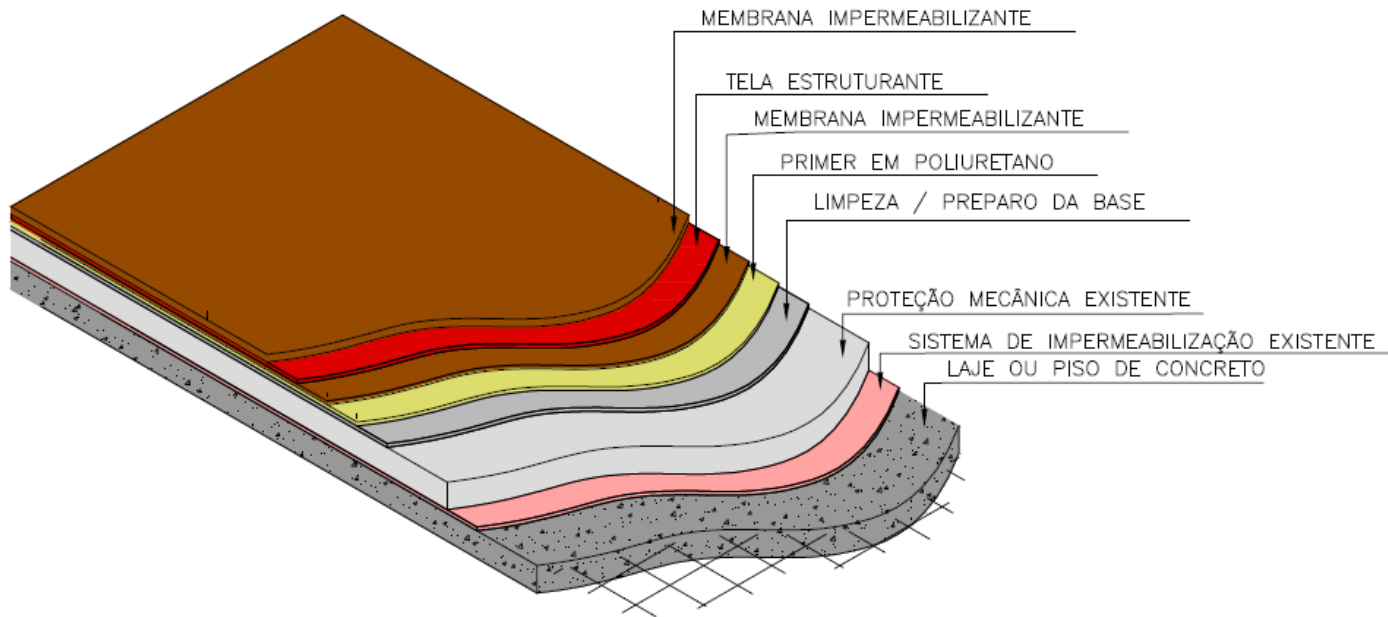 MEMBRANA IMPERMEABILIZANTE
TELA ESTRUTURANTE
MEMBRANA IMPERMEABILIZANTE
PRIMER EM POLIURETANO
LIMPEZA / PREPARO DA BASE
PROTEÇÃO MECÂNICA EXISTENTE
SISTEMA DE IMPERMEABILIZAÇÃO EXISTENTE
LAJE OU PISO DE CONCRETO